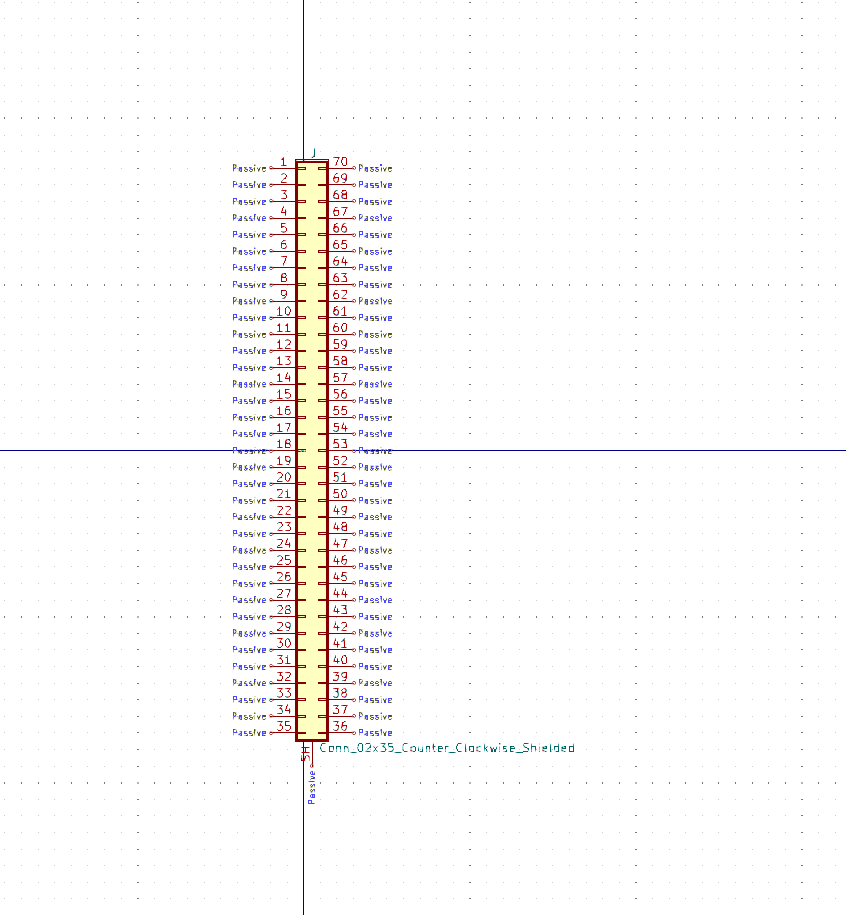 J
Passive 1 70 Passive
Passive 2 69 Passive
Passive 3 68 Passive
Passive 4 67 Passive
Passive 5 66 Passive
Passive 6 65 Passive
Passive 7 64 Passive
Passive 8 63 Passive
Passive 9 62 Passive
Passive 10 61 Passive
Passive 11 60 Passive
Passive 12 59 Passive
Passive 13 58 Passive
Passive 14 57 Passive
Passive 15 56 Passive
Passive 16 55 Passive
Passive 17 54 Passive
Passive 18 53 Passive
Passive 19 52 Passive
Passive 20 51 Passive
Passive 21 50 Passive
Passive 22 49 Passive
Passive 23 48 Passive
Passive 24 47 Passive
Passive 25 46 Passive
Passive 26 45 Passive
Passive 27 44 Passive
Passive 28 43 Passive
Passive 29 42 Passive
Passive 30 41 Passive
Passive 31 40 Passive
Passive 32 39 Passive
Passive 33 38 Passive
Passive 34 37 Passive
Passive 35 36 Passive
SH Conn_02x35_Counter_Clockwise_Shielded
Passive